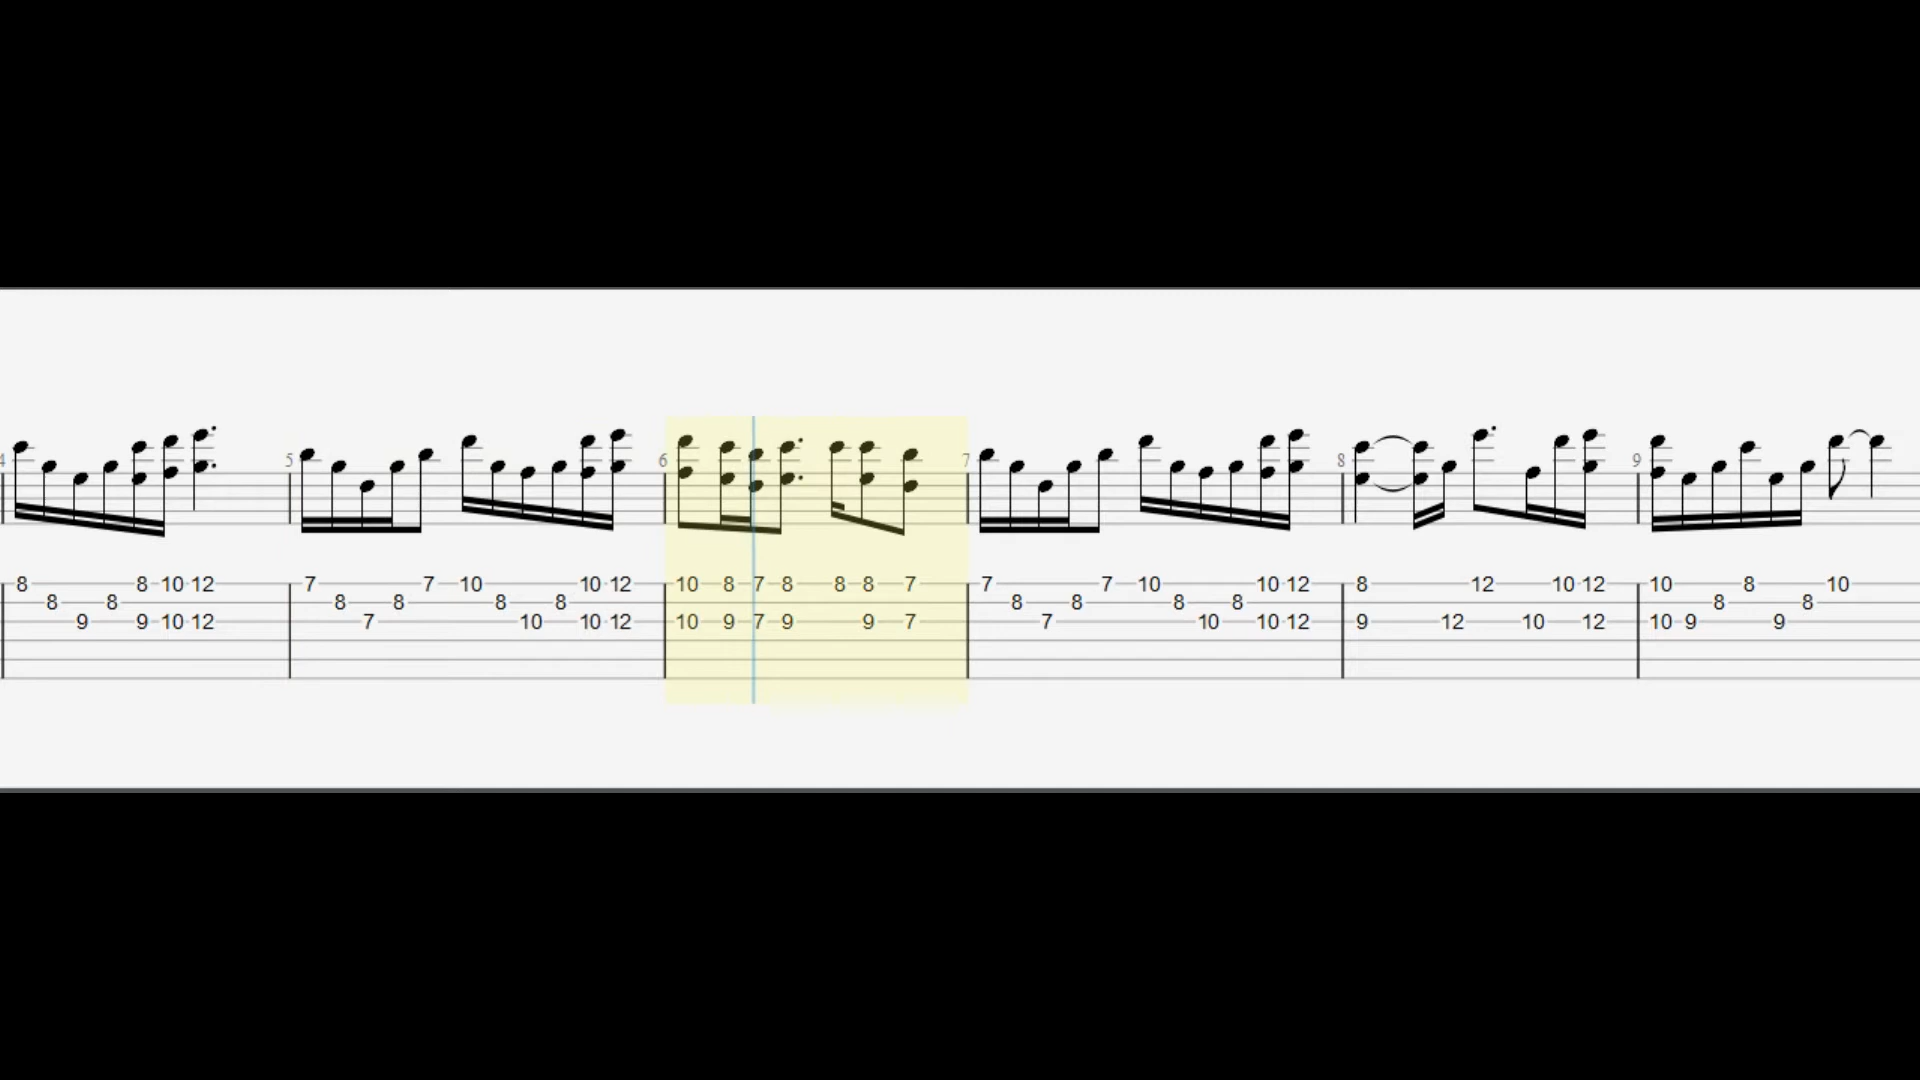 4 5 6 7 8 9
8 8 10 12 7 7 10 10 12 10 8 7 8 8 8 7 7 7 10 10 12 8 12 10 12 10 8 10
8 8 8 8 8 8 8 8 8 8 8 8
9 9 10 12 7 10 10 12 10 9 7 9 9 7 7 10 10 12 9 12 10 12 10 9 9